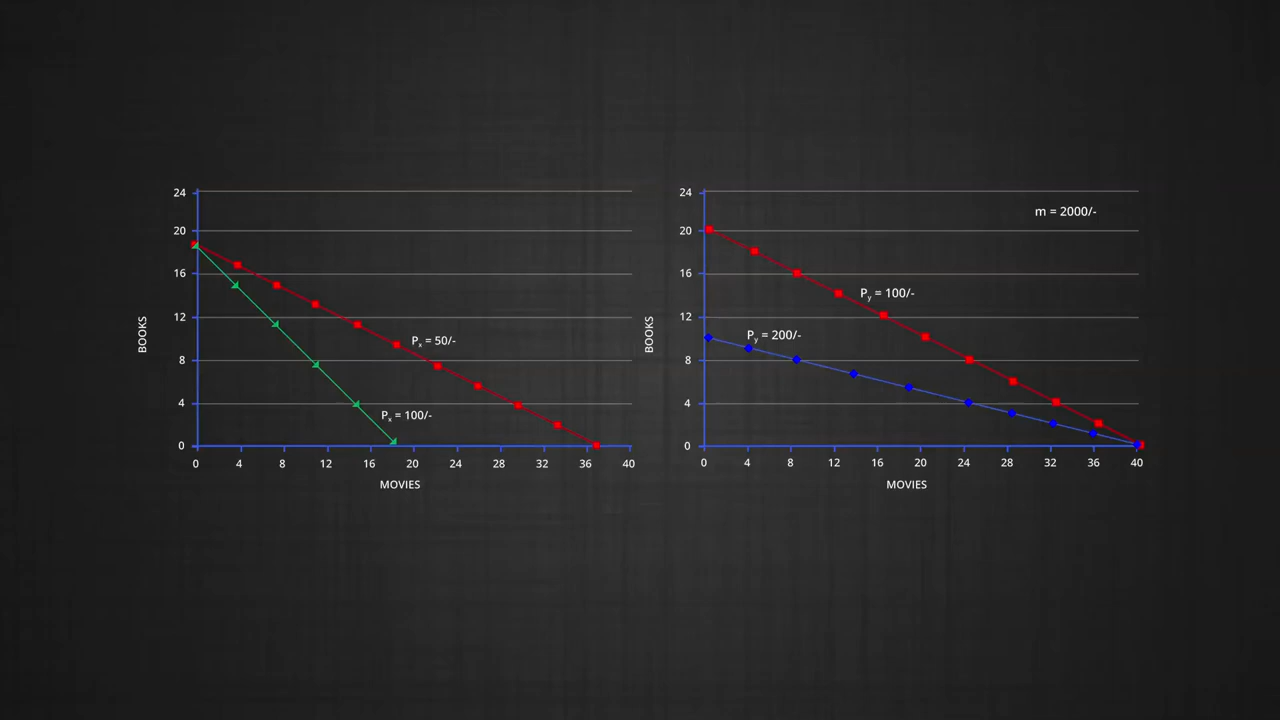 24
20
16
12
8
4
0
BOOKS
Px = 50/-
Px = 100/-
0 4 8 12 16 20 24 28 32 36 40
MOVIES
24
20
16
12
8
4
0
BOOKS
m = 2000/-
Py = 100/-
Py = 200/-
0 4 8 12 16 20 24 28 32 36 40
MOVIES